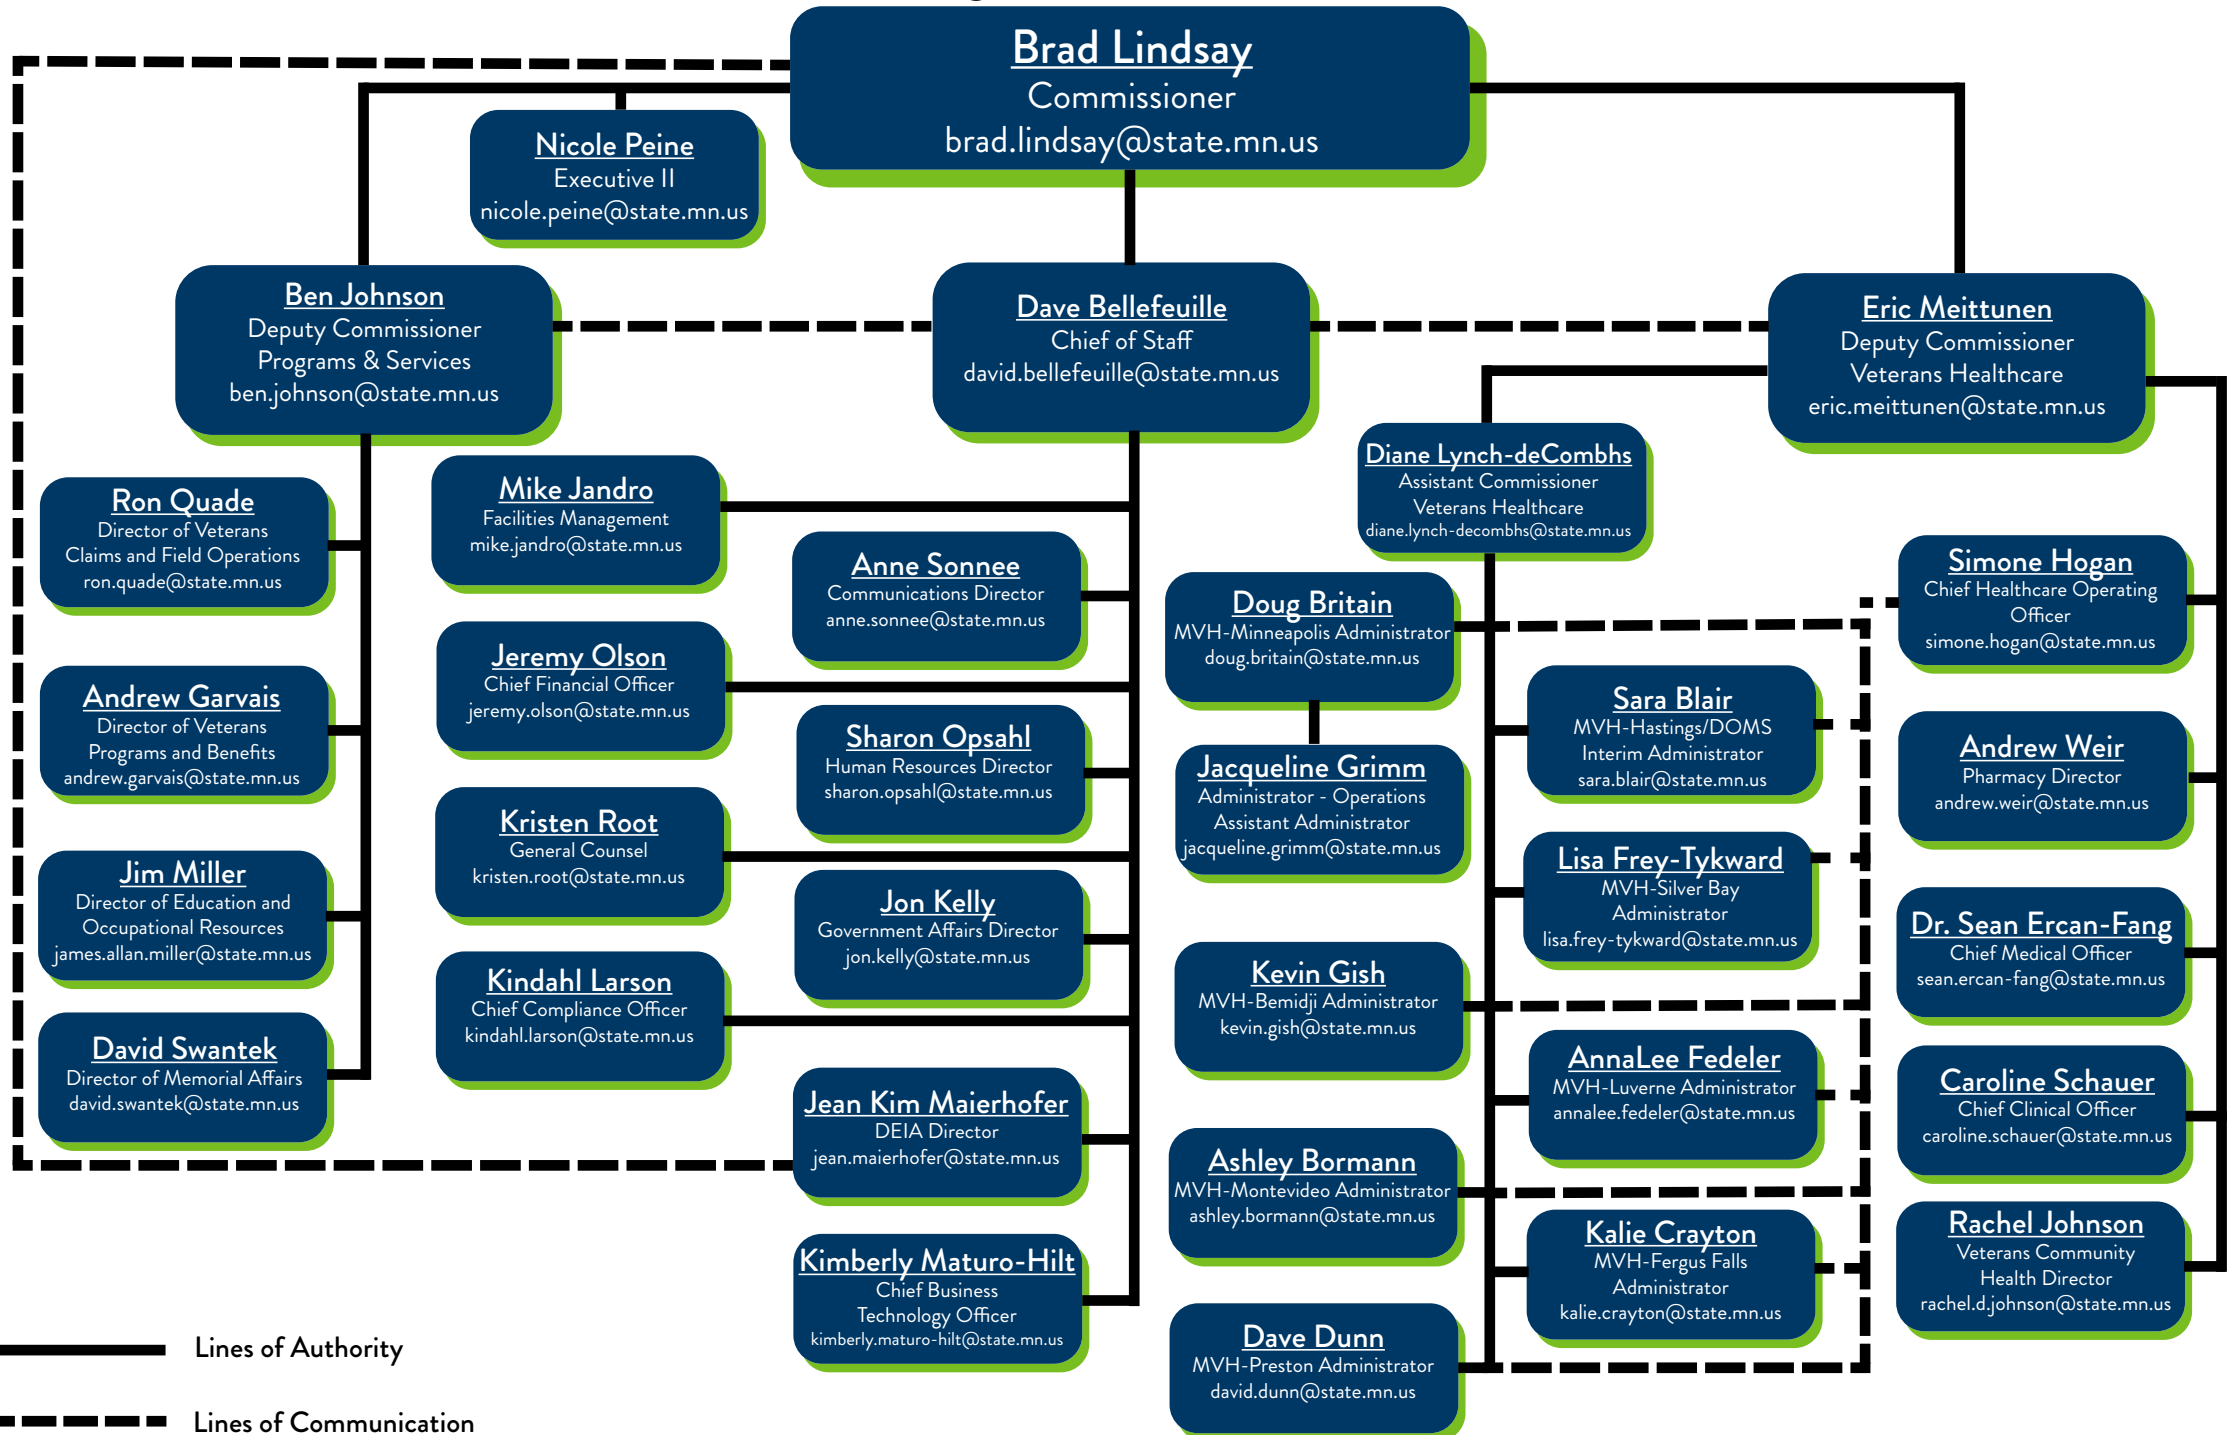 Brad Lindsay
Commissioner
brad.lindsay@state.mn.us
Nicole Peine
Executive II
nicole.peine@state.mn.us
Ben Johnson
Deputy Commissioner
Programs & Services
ben.johnson@state.mn.us
Dave Bellefeuille
Chief of Staff
david.bellefeuille@state.mn.us
Eric Meittunen
Deputy Commissioner
Veterans Healthcare
eric.meittunen@state.mn.us
Ron Quade
Director of Veterans
Claims and Field Operations
ron.quade@state.mn.us
Andrew Garvais
Director of Veterans
Programs and Benefits
andrew.garvais@state.mn.us
Jim Miller
Director of Education and
Occupational Resources
james.allan.miller@state.mn.us
David Swantek
Director of Memorial Affairs
david.swantek@state.mn.us
Mike Jandro
Facilities Management
mike.jandro@state.mn.us
Anne Sonnee
Communications Director
anne.sonnee@state.mn.us
Jeremy Olson
Chief Financial Officer
jeremy.olson@state.mn.us
Sharon Opsahl
Human Resources Director
sharon.opsahl@state.mn.us
Kristen Root
General Counsel
kristen.root@state.mn.us
Jon Kelly
Government Affairs Director
jon.kelly@state.mn.us
Kindahl Larson
Chief Compliance Officer
kindahl.larson@state.mn.us
Jean Kim Maierhofer
DEIA Director
jean.maierhofer@state.mn.us
Kimberly Maturo-Hilt
Chief Business
Technology Officer
kimberly.maturo-hilt@state.mn.us
Diane Lynch-deCombhs
Assistant Commissioner
Veterans Healthcare
diane.lynch-decombhs@state.mn.us
Doug Britain
MVH-Minneapolis Administrator
doug.britain@state.mn.us
Jacqueline Grimm
Administrator - Operations
Assistant Administrator
jacqueline.grimm@state.mn.us
Sara Blair
MVH-Hastings/DOMS
Interim Administrator
sara.blair@state.mn.us
Lisa Frey-Tykward
MVH-Silver Bay
Administrator
lisa.frey-tykward@state.mn.us
Kevin Gish
MVH-Bemidji Administrator
kevin.gish@state.mn.us
AnnaLee Fedeler
MVH-Luverne Administrator
annalee.fedeler@state.mn.us
Ashley Bormann
MVH-Montevideo Administrator
ashley.bormann@state.mn.us
Kalie Crayton
MVH-Fergus Falls
Administrator
kalie.crayton@state.mn.us
Dave Dunn
MVH-Preston Administrator
david.dunn@state.mn.us
Simone Hogan
Chief Healthcare Operating
Officer
simone.hogan@state.mn.us
Andrew Weir
Pharmacy Director
andrew.weir@state.mn.us
Dr. Sean Ercan-Fang
Chief Medical Officer
sean.ercan-fang@state.mn.us
Caroline Schauer
Chief Clinical Officer
caroline.schauer@state.mn.us
Rachel Johnson
Veterans Community
Health Director
rachel.d.johnson@state.mn.us
Lines of Authority
Lines of Communication